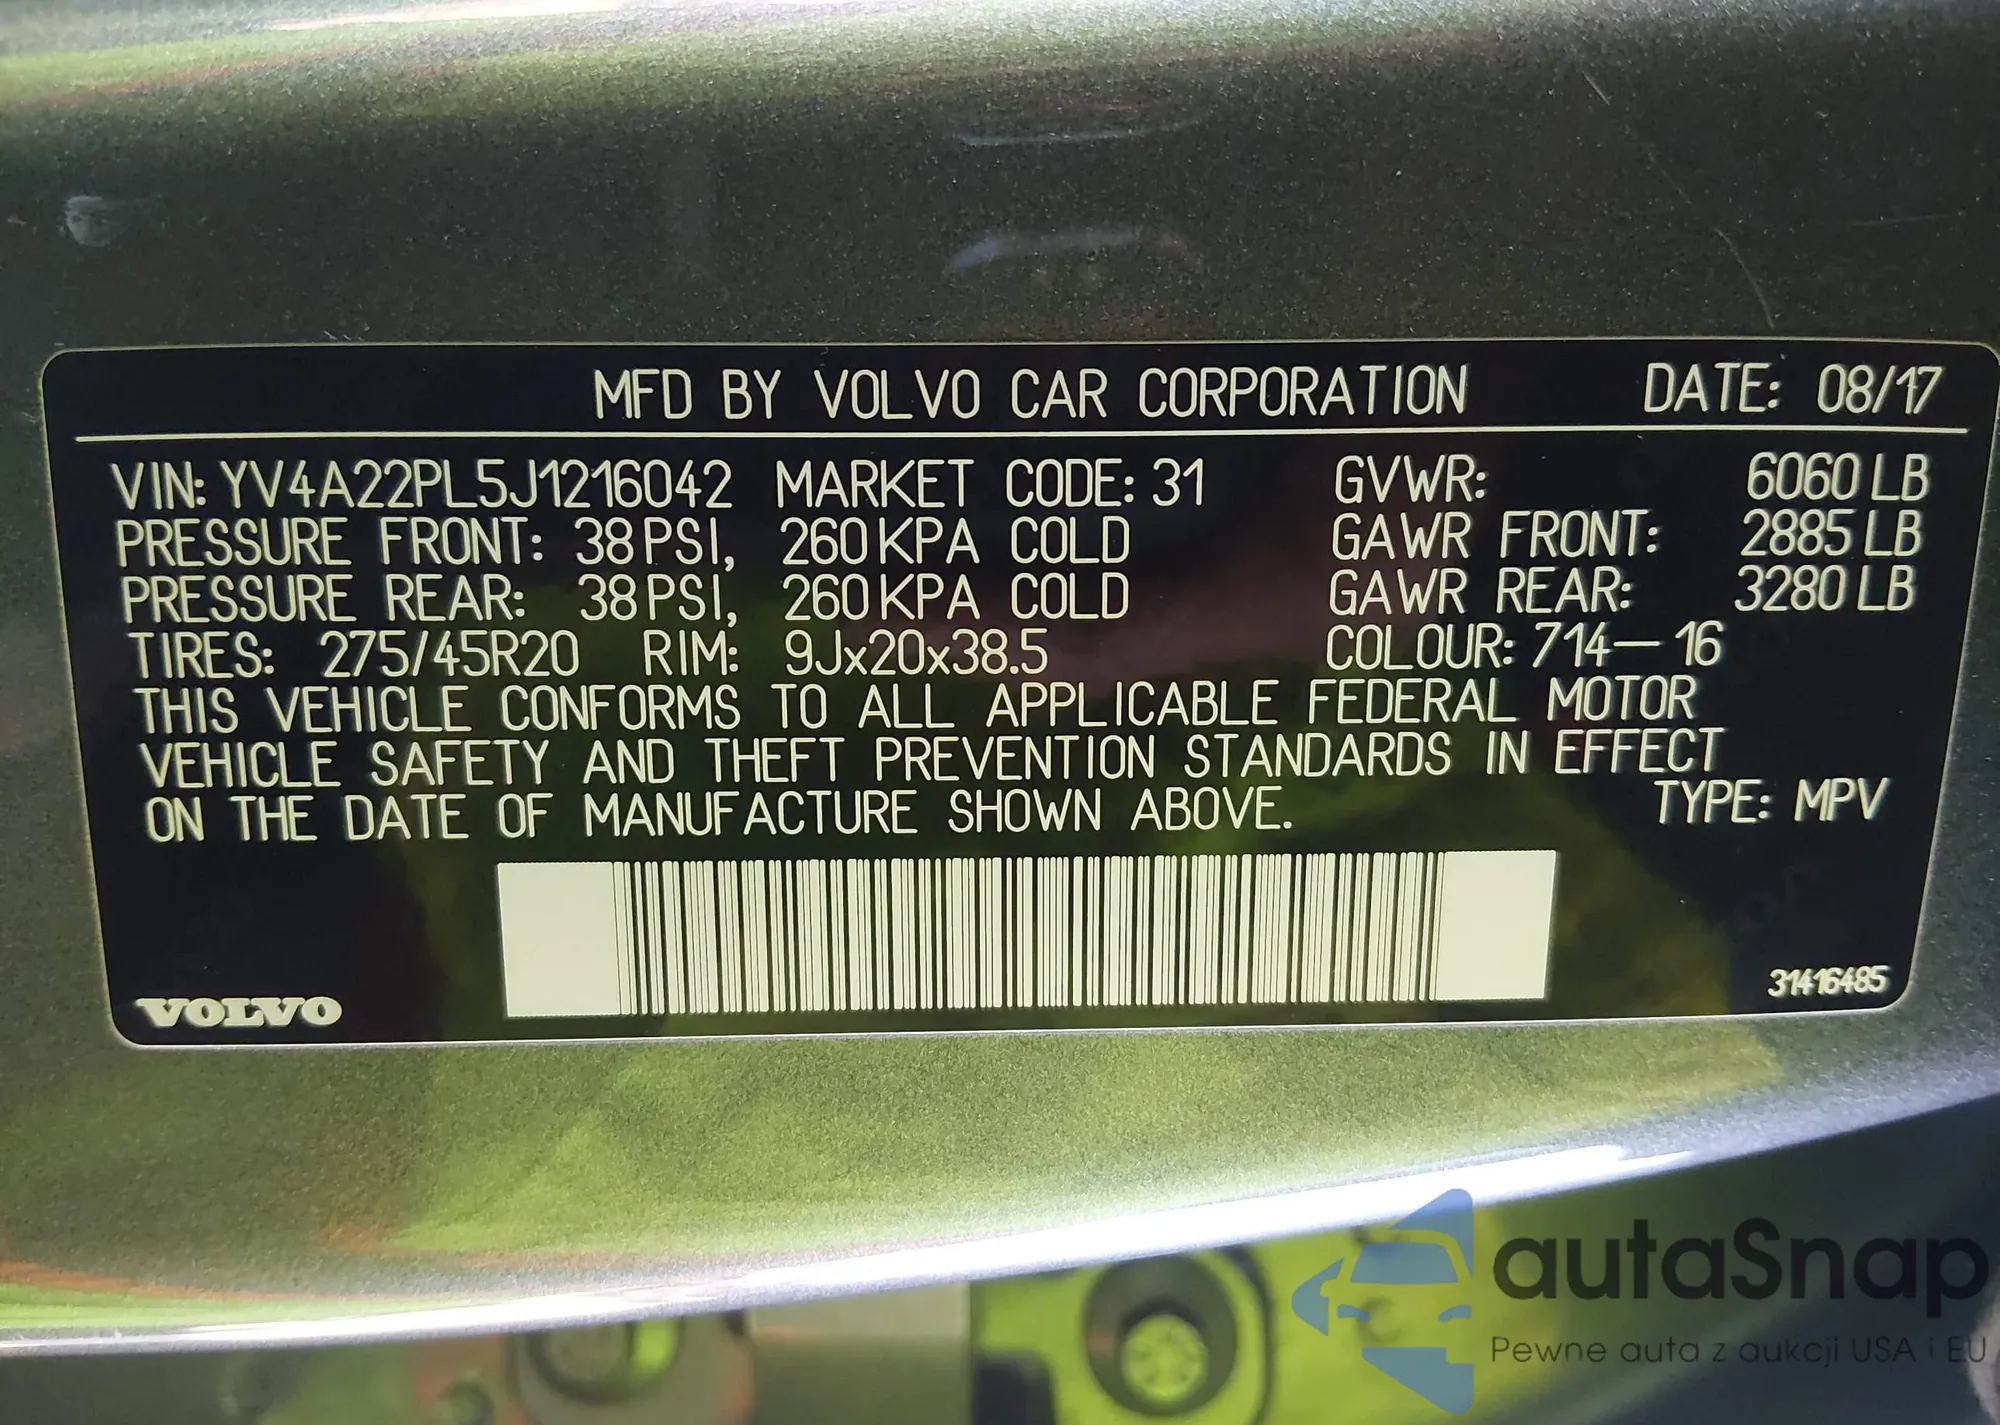 MFD BY VOLVO CAR CORPORATION DATE: 08/17
VIN: YV4A22PL5J1216042 MARKET CODE: 31 GVWR: 6060 LB
PRESSURE FRONT: 38 PSI, 260 KPA COLD GAWR FRONT: 2885 LB
PRESSURE REAR: 38 PSI, 260 KPA COLD GAWR REAR: 3280 LB
TIRES: 275/45R20 RIM: 9Jx20x38.5 COLOUR: 714-16
THIS VEHICLE CONFORMS TO ALL APPLICABLE FEDERAL MOTOR
VEHICLE SAFETY AND THEFT PREVENTION STANDARDS IN EFFECT
ON THE DATE OF MANUFACTURE SHOWN ABOVE. TYPE: MPV
31416485
VOLVO
autaSnap
Pewne auta z aukcji USA i EU